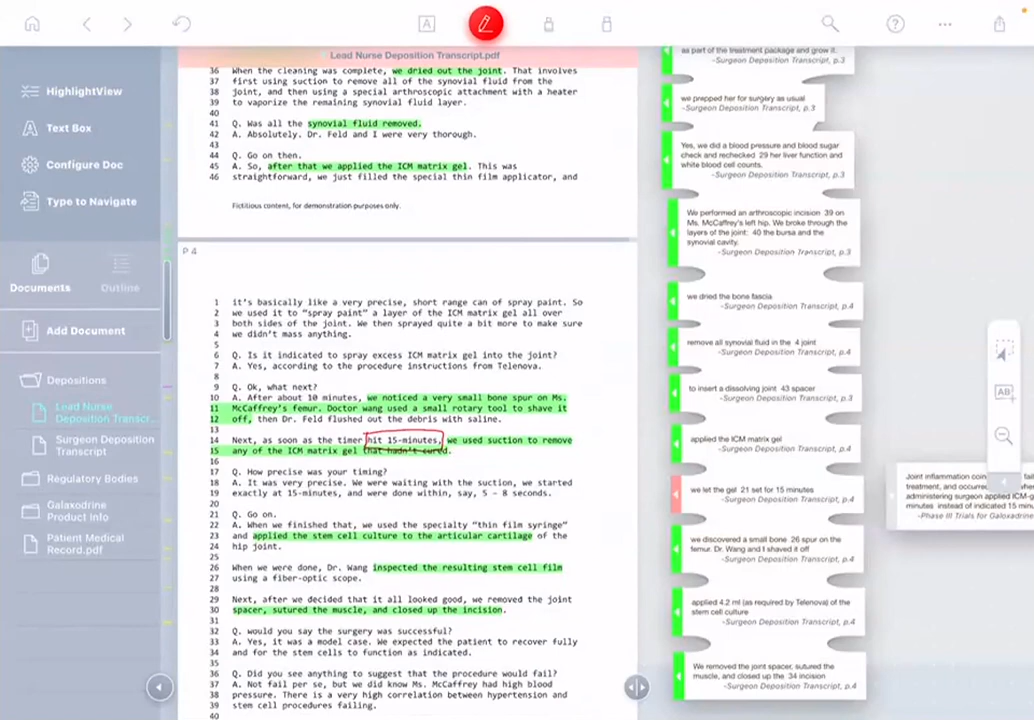 Lead Nurse Deposition Transcript.pdf
HighlightView
Text Box
Configure Doc
Type to Navigate
Documents
Outline
Add Document
Depositions
Lead Nurse
Deposition Transcr..
Surgeon Deposition
Transcript
Regulatory Bodies
Galaxodrine
Product Info
Patient Medical
Record.pdf
36 When the cleaning was complete, we dried out the joint. That involves
37 first using suction to remove all of the synovial fluid from the
38 joint, and then using a special arthroscopic attachment with a heater
39 to vaporize the remaining synovial fluid layer.
40
41 Q. Was all the synovial fluid removed.
42 A. Absolutely. Dr. Feld and I were very thorough.
43
44 Q. Go on then.
45 A. So, after that we applied the ICM matrix gel. This was
46 straightforward, we just filled the special thin film applicator, and
Fictitious content, for demonstration purposes only.
P 4
1 it's basically like a very precise, short range can of spray paint. So
2 we used it to "spray paint" a layer of the ICM matrix gel all over
3 both sides of the joint. We then sprayed quite a bit more to make sure
4 we didn't mass anything.
5
6 Q. Is it indicated to spray excess ICM matrix gel into the joint?
7 A. Yes, according to the procedure instructions from Telenova.
8
9 Q. Ok, what next?
10 A. After about 10 minutes, we noticed a very small bone spur on Ms.
11 McCaffrey's femur. Doctor wang used a small rotary tool to shave it
12 off, then Dr. Feld flushed out the debris with saline.
13
14 Next, as soon as the timer hit 15-minutes, we used suction to remove
15 any of the ICM matrix gel that hadn't cured.
16
17 Q. How precise was your timing?
18 A. It was very precise. We were waiting with the suction, we started
19 exactly at 15-minutes, and were done within, say, 5 - 8 seconds.
20
21 Q. Go on.
22 A. When we finished that, we used the specialty "thin film syringe"
23 and applied the stem cell culture to the articular cartilage of the
24 hip joint.
25
26 When we were done, Dr. Wang inspected the resulting stem cell film
27 using a fiber-optic scope.
28
29 Next, after we decided that it all looked good, we removed the joint
30 spacer, sutured the muscle, and closed up the incision.
31
32 Q. would you say the surgery was successful?
33 A. Yes, it was a model case. We expected the patient to recover fully
34 and for the stem cells to function as indicated.
35
36 Q. Did you see anything to suggest that the procedure would fail?
37 A. Not fail per se, but we did know Ms. McCaffrey had high blood
38 pressure. There is a very high correlation between hypertension and
39 stem cell procedures failing.
40
as part of the treatment package and grow it.
-Surgeon Deposition Transcript, p.3
we prepped her for surgery as usual
-Surgeon Deposition Transcript, p.3
Yes, we did a blood pressure and blood sugar
check and rechecked 29 her liver function and
white blood cell counts.
-Surgeon Deposition Transcript, p.3
We performed an arthroscopic incision 39 on
Ms. McCaffrey's left hip. We broke through the
layers of the joint: 40 the bursa and the
synovial cavity.
-Surgeon Deposition Transcript, p.3
we dried the bone fascia
-Surgeon Deposition Transcript, p.4
remove all synovial fluid in the 4 joint
-Surgeon Deposition Transcript, p.4
to insert a dissolving joint 43 spacer
-Surgeon Deposition Transcript, p.3
applied the ICM matrix gel
-Surgeon Deposition Transcript, p.4
we let the gel 21 set for 15 minutes
-Surgeon Deposition Transcript, p.4
we discovered a small bone 26 spur on the
femur. Dr. Wang and I shaved it off
-Surgeon Deposition Transcript, p.4
applied 4.2 ml (as required by Telenova) of the
stem cell culture
-Surgeon Deposition Transcript, p.4
We removed the joint spacer, sutured the
muscle, and closed up the 34 incision
-Surgeon Deposition Transcript, p.4
Joint inflammation
treatment, and occurre
administering surgeon applied ICM-g
minutes instead of indicated 15 minu
-Phase III Trials for Galaxodrine
A
AB